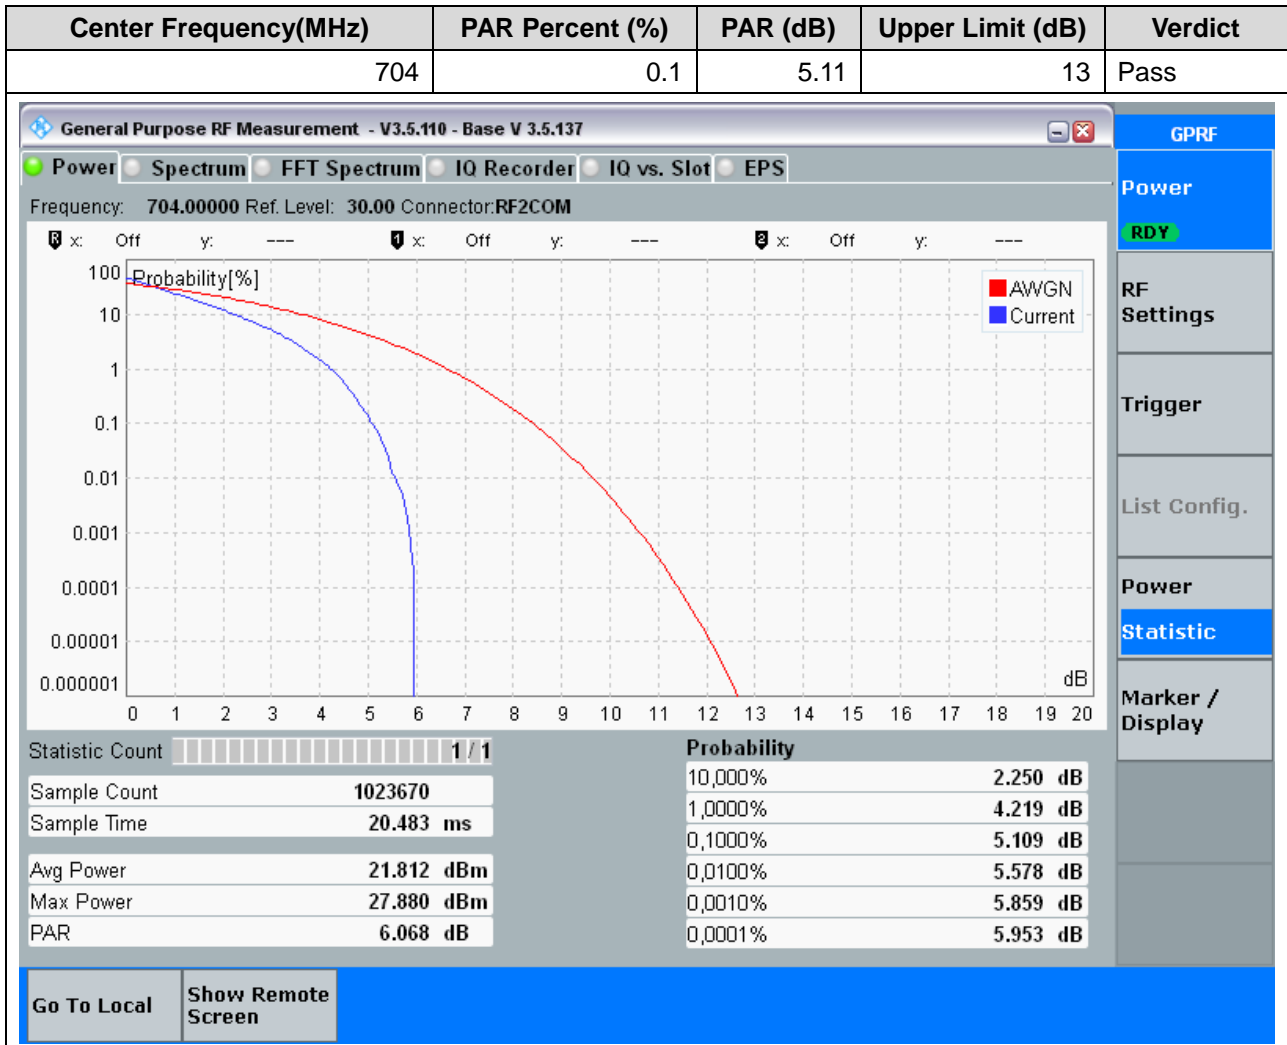 Center Frequency(MHz) PAR Percent (%) PAR (dB) Upper Limit (dB) Verdict
704 0.1 5.11 13 Pass
General Purpose RF Measurement - V3.5.110 - Base V 3.5.137
GPRF
Power Spectrum FFT Spectrum IQ Recorder IQ vs. Slot EPS
Power
RDY
Frequency: 704.00000 Ref. Level: 30.00 Connector:RF2COM
R x: Off y: --- 1 x: Off y: --- 2 x: Off y: ---
Probability[%]
AWGN
Current
100
10
1
0.1
0.01
0.001
0.0001
0.00001
0.000001
dB
0 1 2 3 4 5 6 7 8 9 10 11 12 13 14 15 16 17 18 19 20
RF
Settings
Trigger
List Config.
Power
Statistic
Marker /
Display
Statistic Count 1 / 1
Sample Count 1023670
Sample Time 20.483 ms
Avg Power 21.812 dBm
Max Power 27.880 dBm
PAR 6.068 dB
Probability
10,000% 2.250 dB
1,0000% 4.219 dB
0,1000% 5.109 dB
0,0100% 5.578 dB
0,0010% 5.859 dB
0,0001% 5.953 dB
Go To Local
Show Remote
Screen